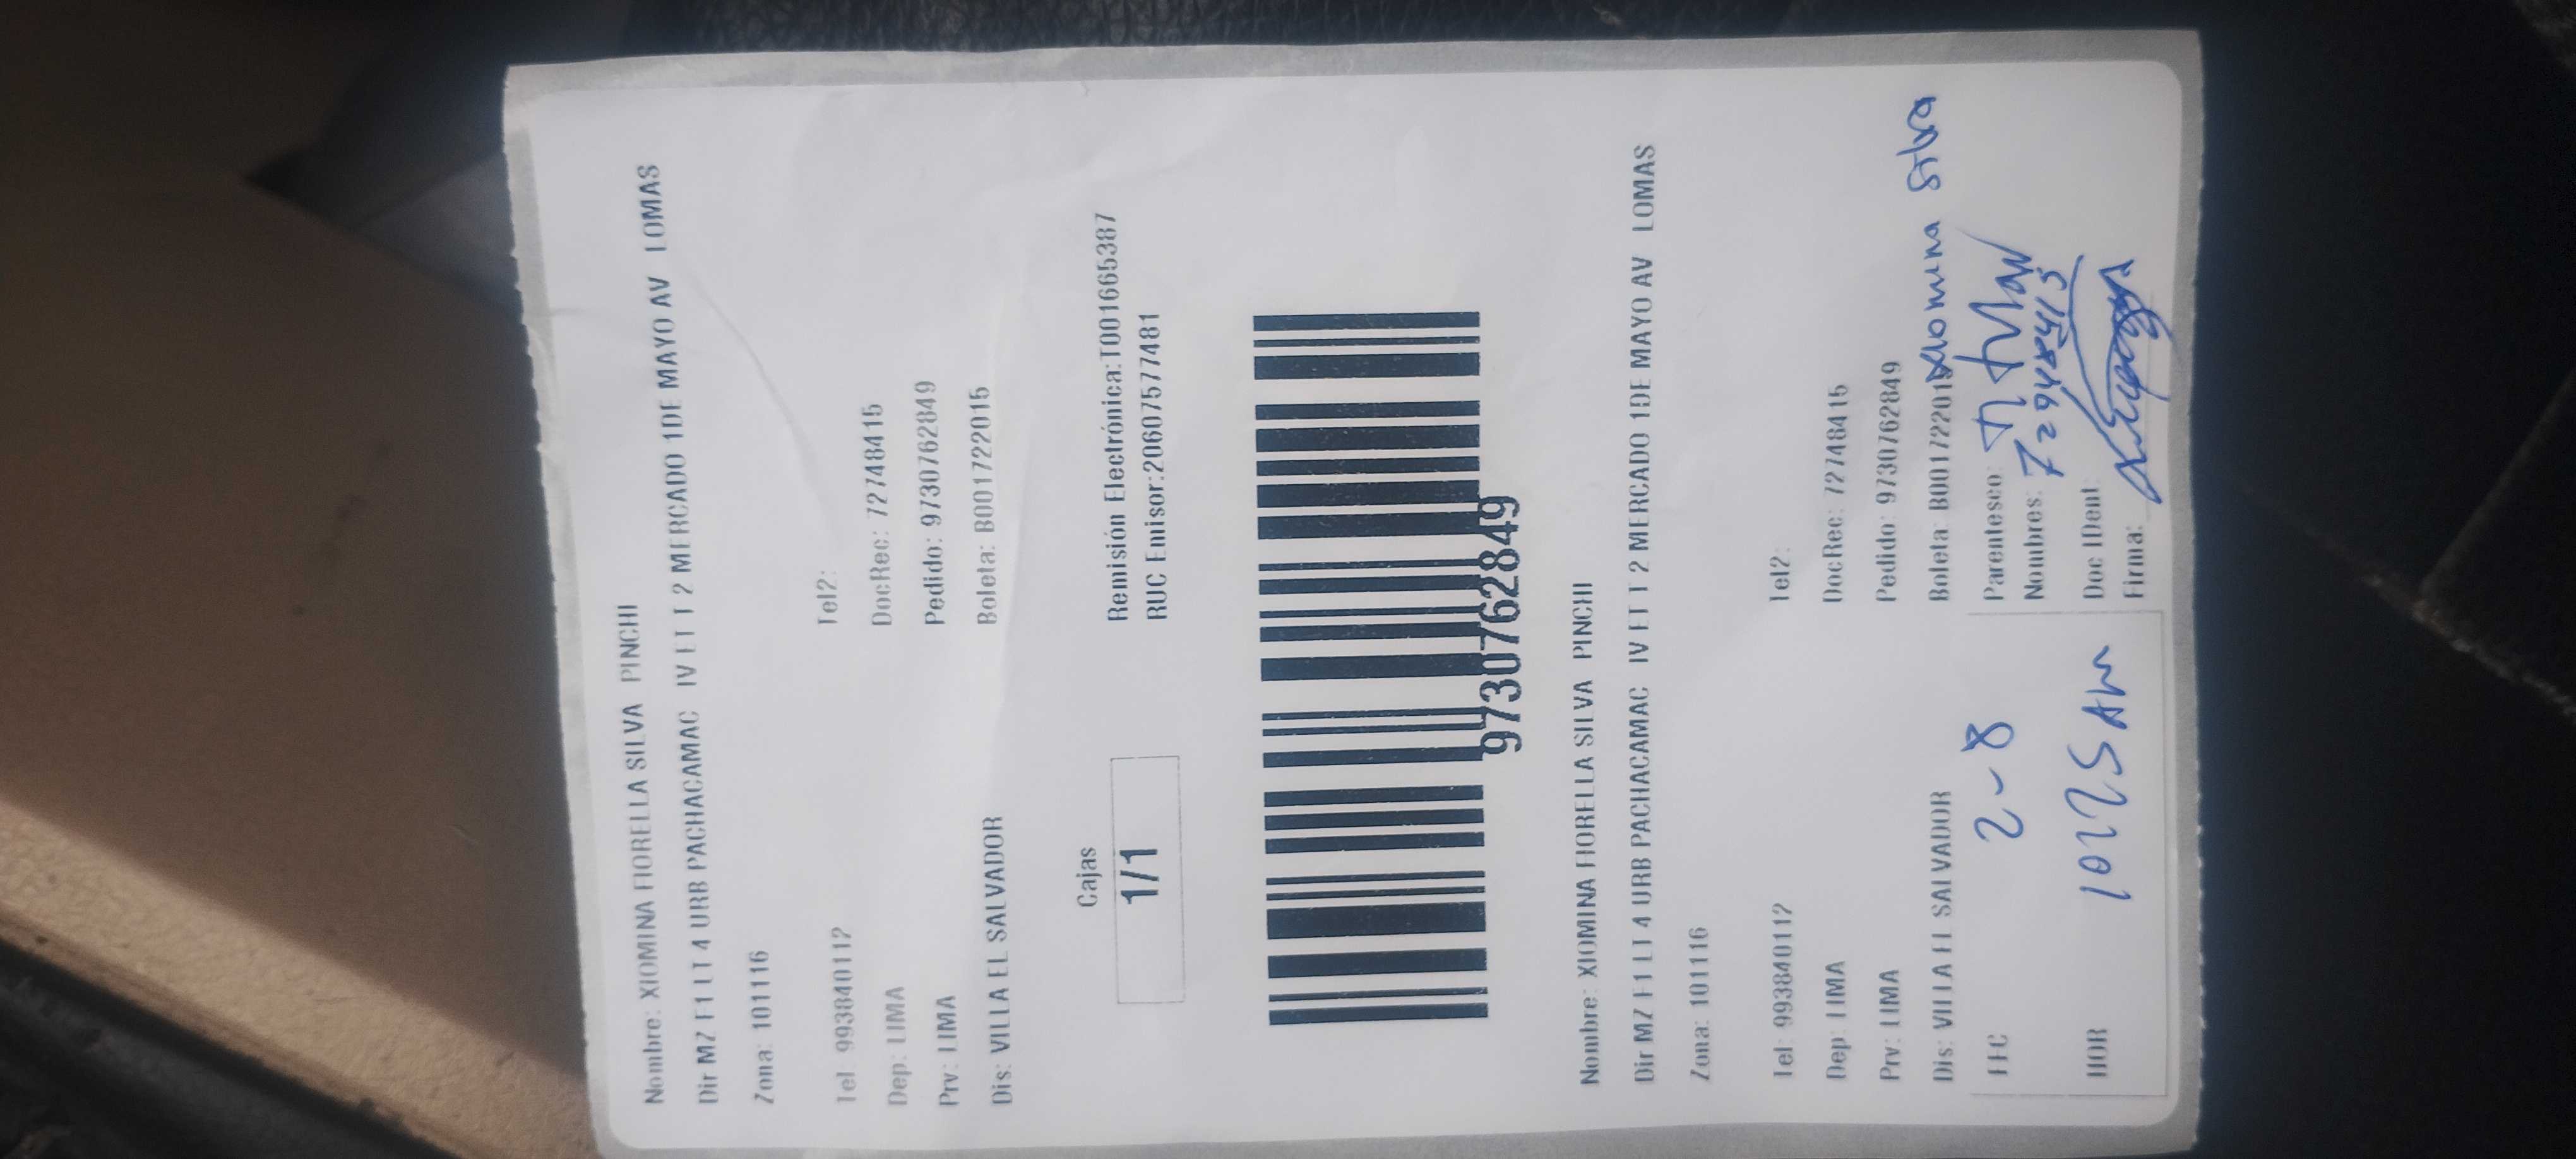 Nombre: XIOMINA FIORELLA SILVA PINCHI
Dir MZ F1 LT 4 URB PACHACAMAC IV ET T 2 MERCADO 1DE MAYO AV LOMAS
Zona: 101116
Tel 993840112
Tel2:
Dep: LIMA
DocRec: 72748415
Prv: LIMA
Pedido: 9730762849
Dis: VILLA EL SALVADOR
Boleta: B001722015
Cajas
1/1
Remisión Electrónica:T001665387
RUC Emisor:20607577481
9730762849
Nombre: XIOMINA FIORELLA SILVA PINCHI
Dir MZ F1 LT 4 URB PACHACAMAC IV ET T 2 MERCADO 1DE MAYO AV LOMAS
Zona: 101116
Tel: 993840112
Tel2:
Dep: LIMA
DocRec: 72748415
Prv: LIMA
Pedido: 9730762849
Dis: VILLA EL SALVADOR
Boleta: B001722015
Xiomina Silva
FEC 2-8
Parentesco:
Nombres:
HOR 10:25 AM
Doc IDent:
Firma: